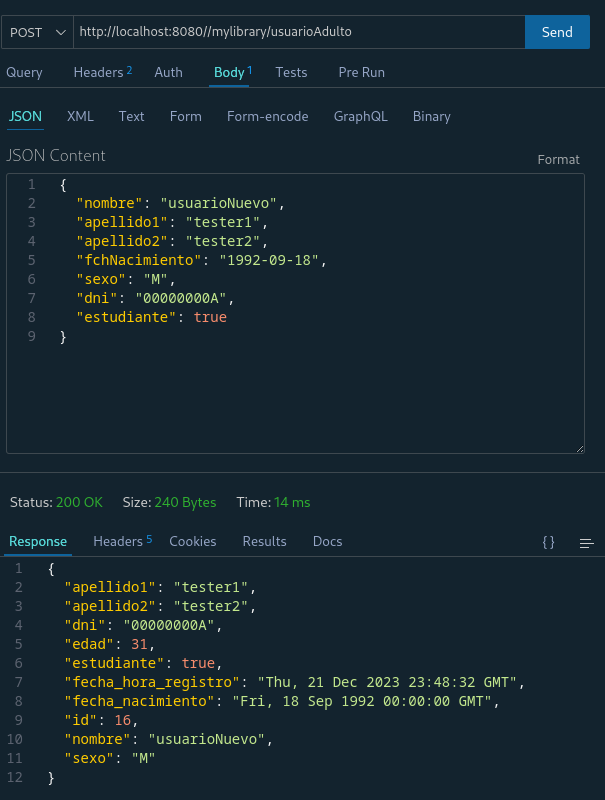 POST http://localhost:8080//mylibrary/usuarioAdulto Send
Query Headers 2 Auth Body 1 Tests Pre Run
JSON XML Text Form Form-encode GraphQL Binary
JSON Content Format
1 {
2 "nombre": "usuarioNuevo",
3 "apellido1": "tester1",
4 "apellido2": "tester2",
5 "fchNacimiento": "1992-09-18",
6 "sexo": "M",
7 "dni": "00000000A",
8 "estudiante": true
9 }
Status: 200 OK Size: 240 Bytes Time: 14 ms
Response Headers 5 Cookies Results Docs { }
1 {
2 "apellido1": "tester1",
3 "apellido2": "tester2",
4 "dni": "00000000A",
5 "edad": 31,
6 "estudiante": true,
7 "fecha_hora_registro": "Thu, 21 Dec 2023 23:48:32 GMT",
8 "fecha_nacimiento": "Fri, 18 Sep 1992 00:00:00 GMT",
9 "id": 16,
10 "nombre": "usuarioNuevo",
11 "sexo": "M"
12 }